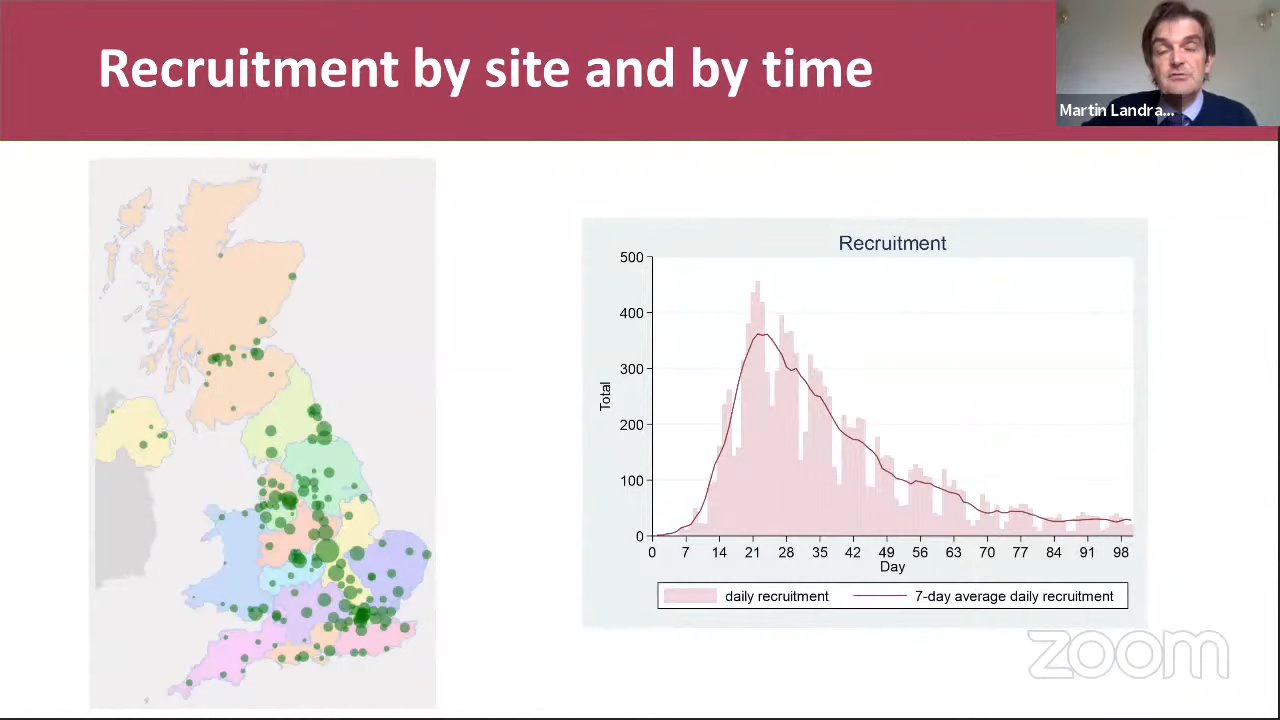 Recruitment by site and by time
Martin Landra...
Recruitment
500
400
300
200
100
0
Total
0 7 14 21 28 35 42 49 56 63 70 77 84 91 98
Day
daily recruitment 7-day average daily recruitment
zoom